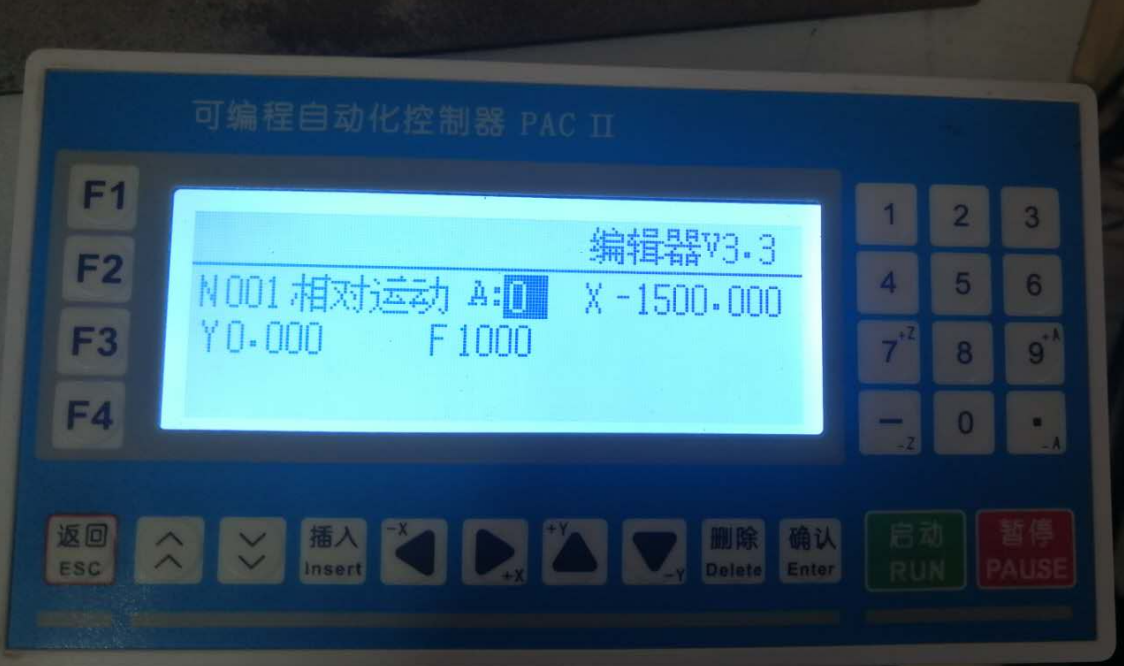 可编程自动化控制器 PAC II
F1
F2
F3
F4
编辑器V3.3
N001 相对运动 A:0 X -1500.000
Y0.000 F1000
1 2 3
4 5 6
7 +Z 8 9 +A
- -Z 0 . -A
返回 ESC
插入 Insert
-X
+X
+Y
-Y
删除 Delete
确认 Enter
启动 RUN
暂停 PAUSE